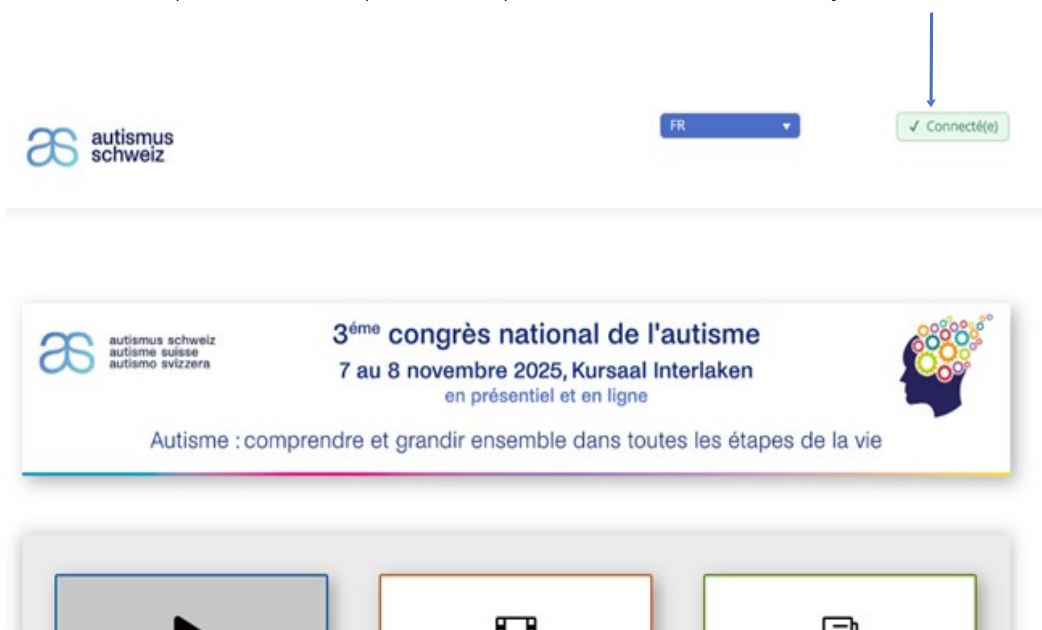 FR
✓ Connecté(e)
autismus
schweiz
autismus schweiz
autisme suisse
autismo svizzera
3éme congrès national de l'autisme
7 au 8 novembre 2025, Kursaal Interlaken
en présentiel et en ligne
Autisme : comprendre et grandir ensemble dans toutes les étapes de la vie